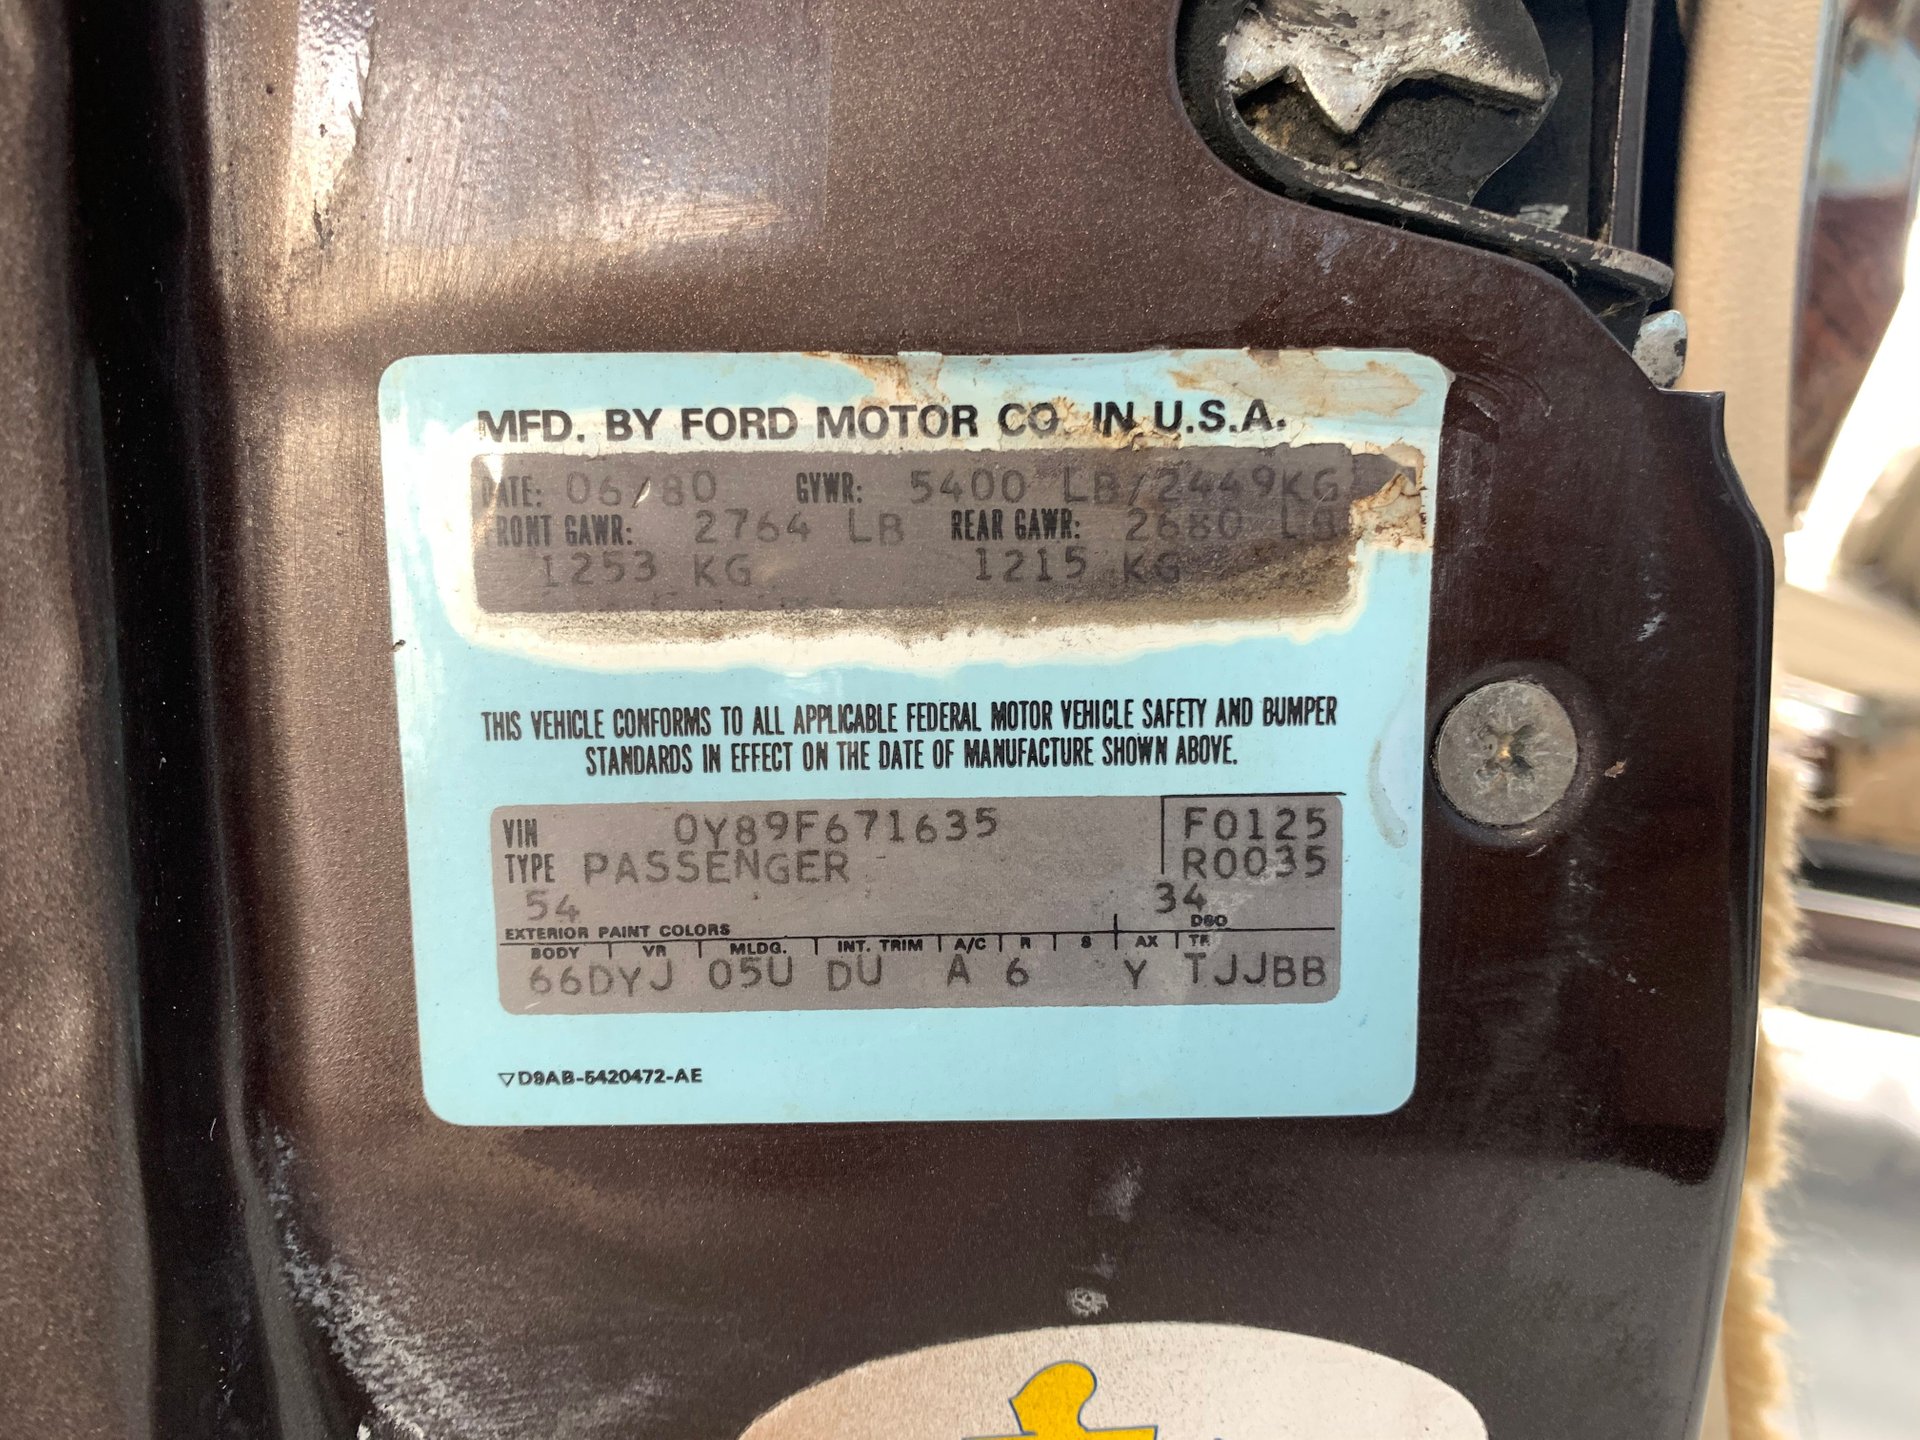 MFD. BY FORD MOTOR CO. IN U.S.A.
DATE: 06/80 GVWR: 5400 LB/2449KG
FRONT GAWR: 2764 LB REAR GAWR: 2680 LB
1253 KG 1215 KG
THIS VEHICLE CONFORMS TO ALL APPLICABLE FEDERAL MOTOR VEHICLE SAFETY AND BUMPER
STANDARDS IN EFFECT ON THE DATE OF MANUFACTURE SHOWN ABOVE.
VIN 0Y89F671635 F0125
TYPE PASSENGER R0035
54 34
EXTERIOR PAINT COLORS DSO
BODY VR MLDG. INT. TRIM A/C R S AX TR
66DYJ 05U DU A 6 Y TJJBB
▽D9AB-5420472-AE